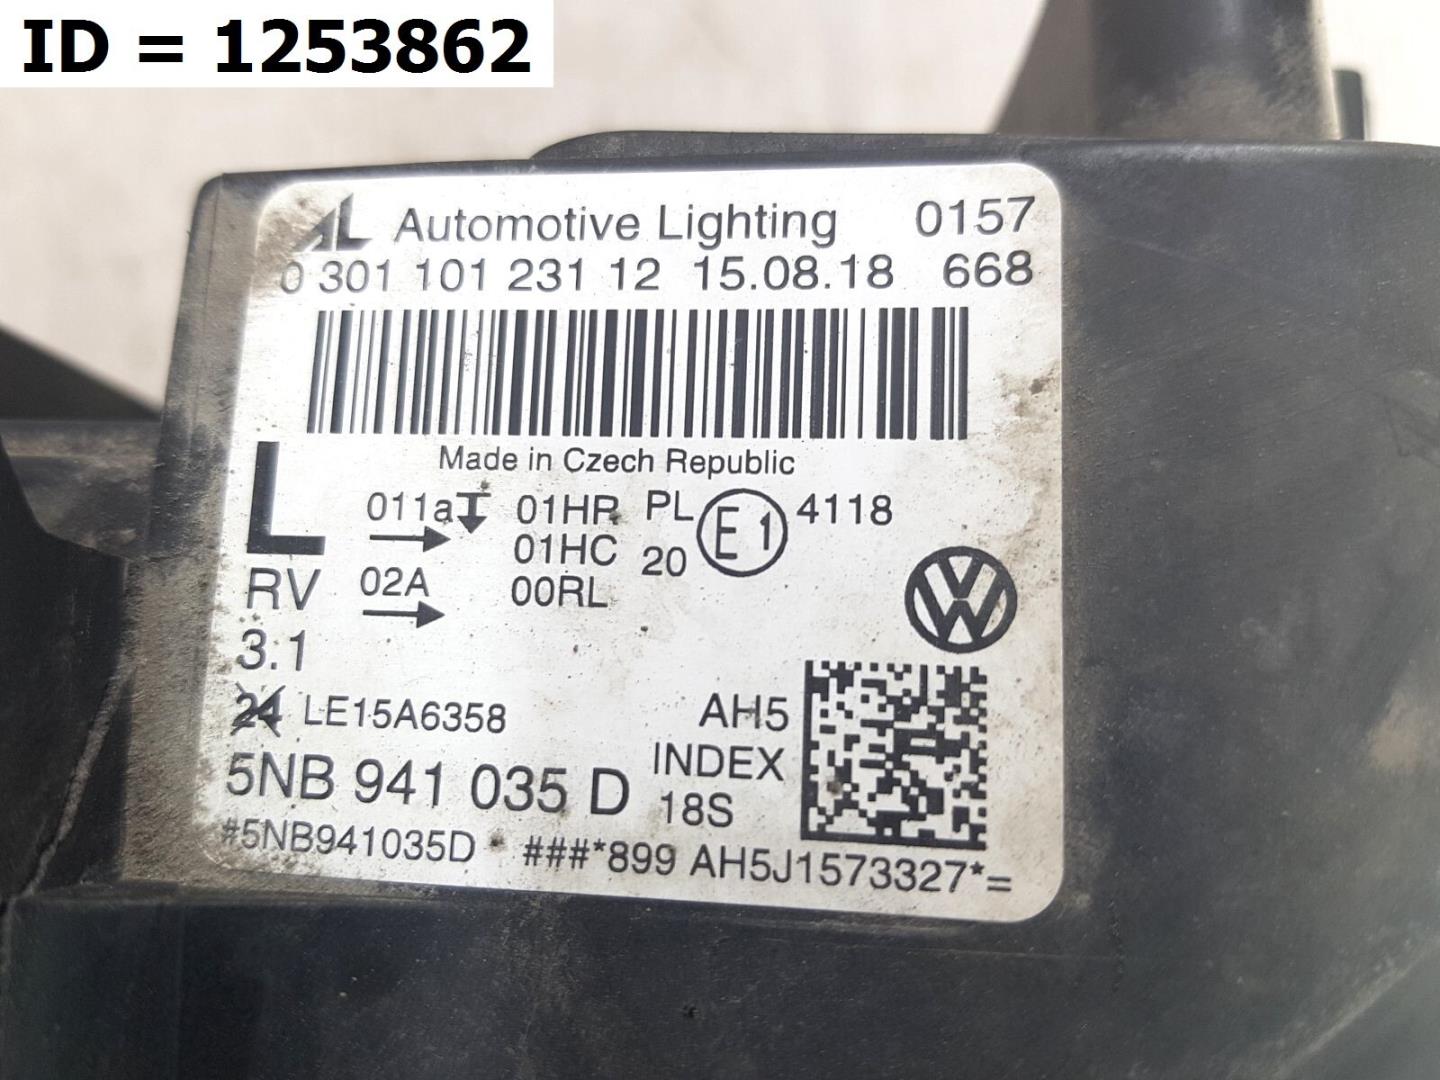 ID = 1253862
AL Automotive Lighting 0157
0 301 101 231 12 15.08.18 668
Made in Czech Republic
L 011a 01HR PL E1 4118
01HC 20
RV 02A 00RL
3.1
24 LE15A6358 AH5
5NB 941 035 D INDEX
18S
#5NB941035D ###*899 AH5J1573327*=